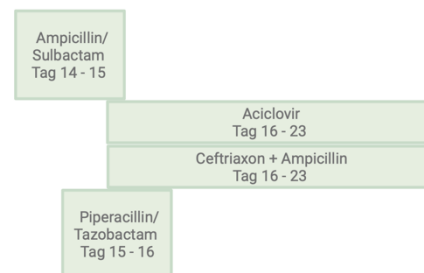 Ampicillin/
Sulbactam
Tag 14 - 15
Aciclovir
Tag 16 - 23
Ceftriaxon + Ampicillin
Tag 16 - 23
Piperacillin/
Tazobactam
Tag 15 - 16